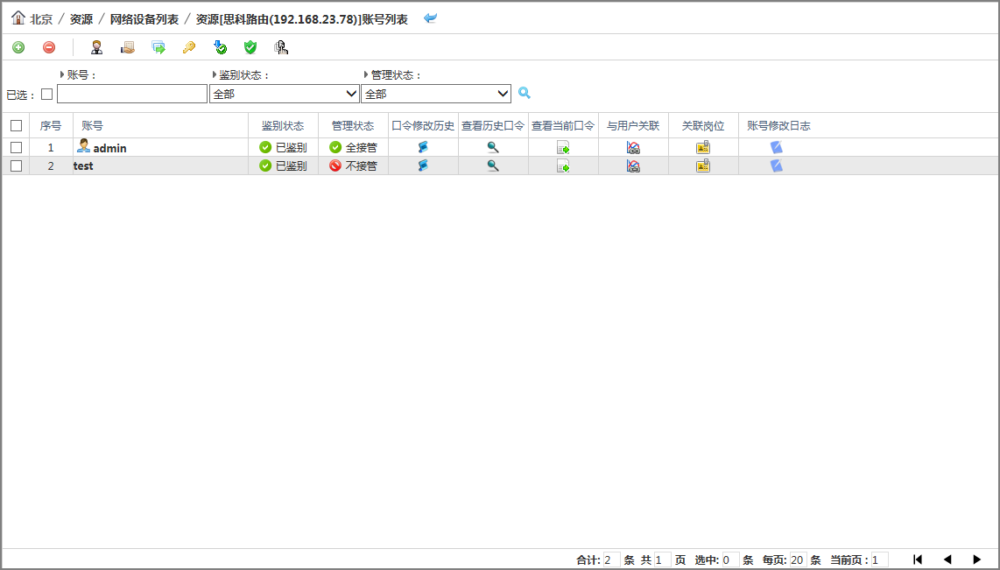 北京 / 资源 / 网络设备列表 / 资源[思科路由(192.168.23.78)]账号列表
账号： 鉴别状态： 管理状态：
已选： 全部 全部
序号 账号 鉴别状态 管理状态 口令修改历史 查看历史口令 查看当前口令 与用户关联 关联岗位 账号修改日志
1 admin 已鉴别 全接管
2 test 已鉴别 不接管
合计: 2 条 共 1 页 选中: 0 条 每页: 20 条 当前页： 1